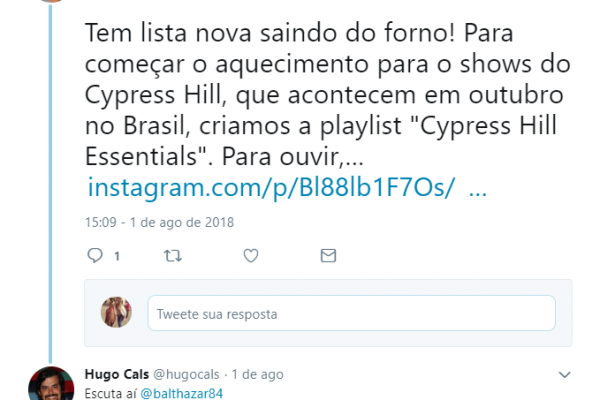 Tem lista nova saindo do forno! Para
começar o aquecimento para o shows do
Cypress Hill, que acontecem em outubro
no Brasil, criamos a playlist "Cypress Hill
Essentials". Para ouvir,...
instagram.com/p/Bl88lb1F7Os/ ...
15:09 - 1 de ago de 2018
1
Tweete sua resposta
Hugo Cals @hugocals · 1 de ago
Escuta aí @balthazar84